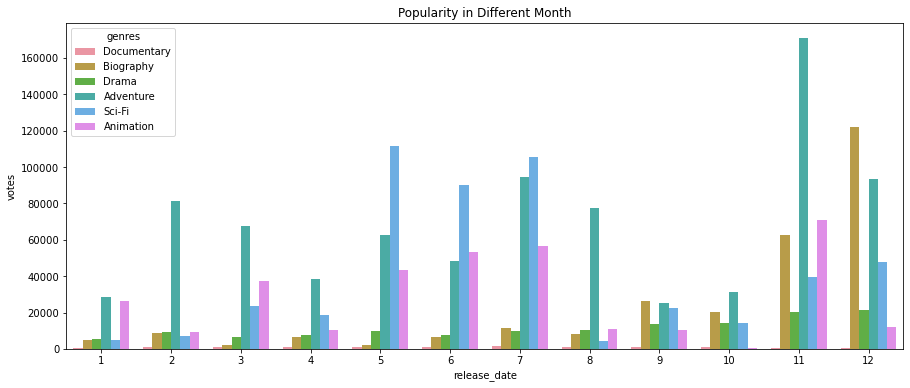 Popularity in Different Month
genres
Documentary
Biography
Drama
Adventure
Sci-Fi
Animation
votes
160000
140000
120000
100000
80000
60000
40000
20000
0
1 2 3 4 5 6 7 8 9 10 11 12
release_date